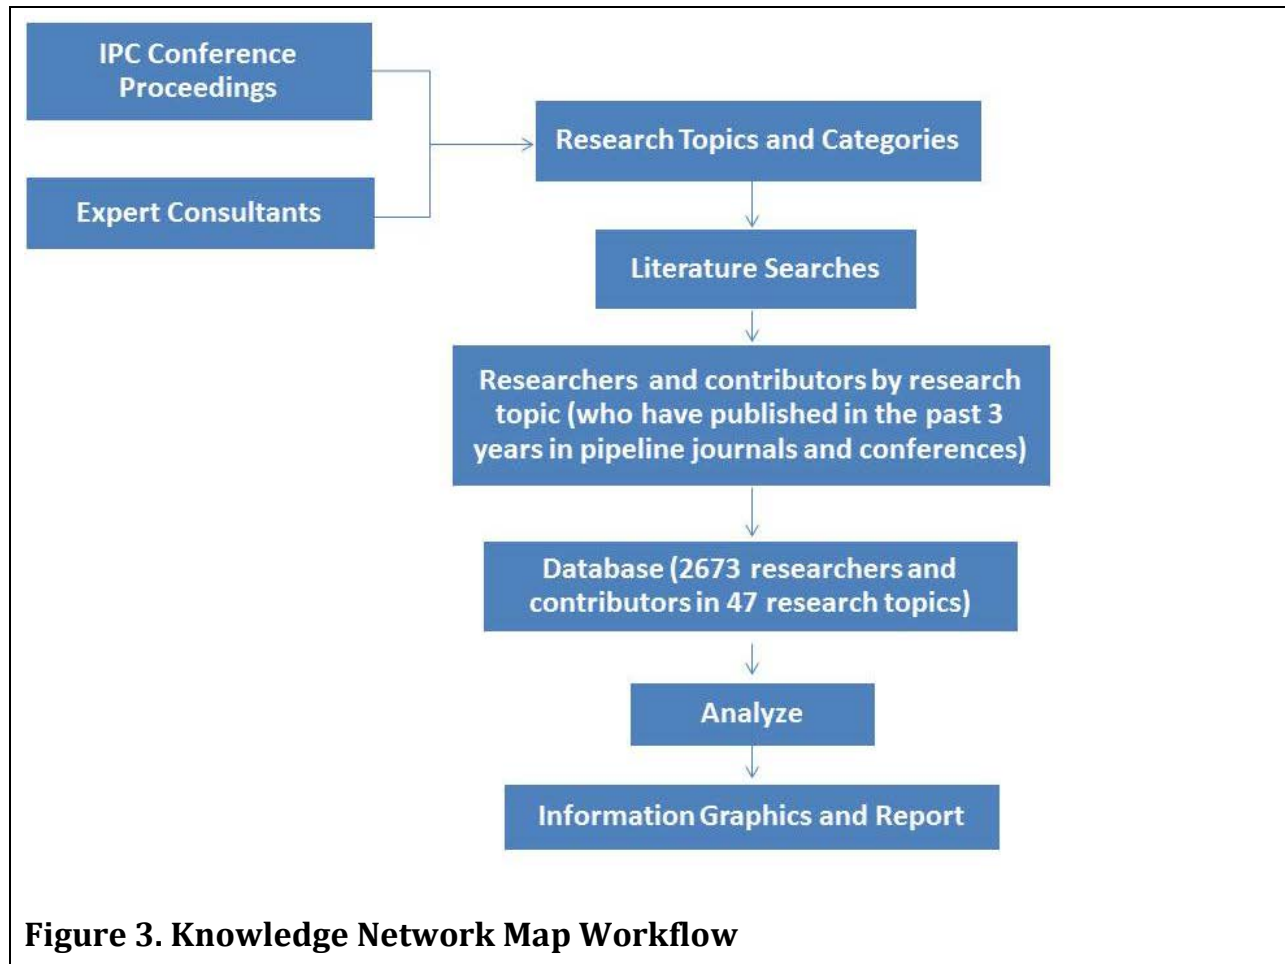 IPC Conference
Proceedings
Expert Consultants
Research Topics and Categories
Literature Searches
Researchers and contributors by research
topic (who have published in the past 3
years in pipeline journals and conferences)
Database (2673 researchers and
contributors in 47 research topics)
Analyze
Information Graphics and Report
Figure 3. Knowledge Network Map Workflow